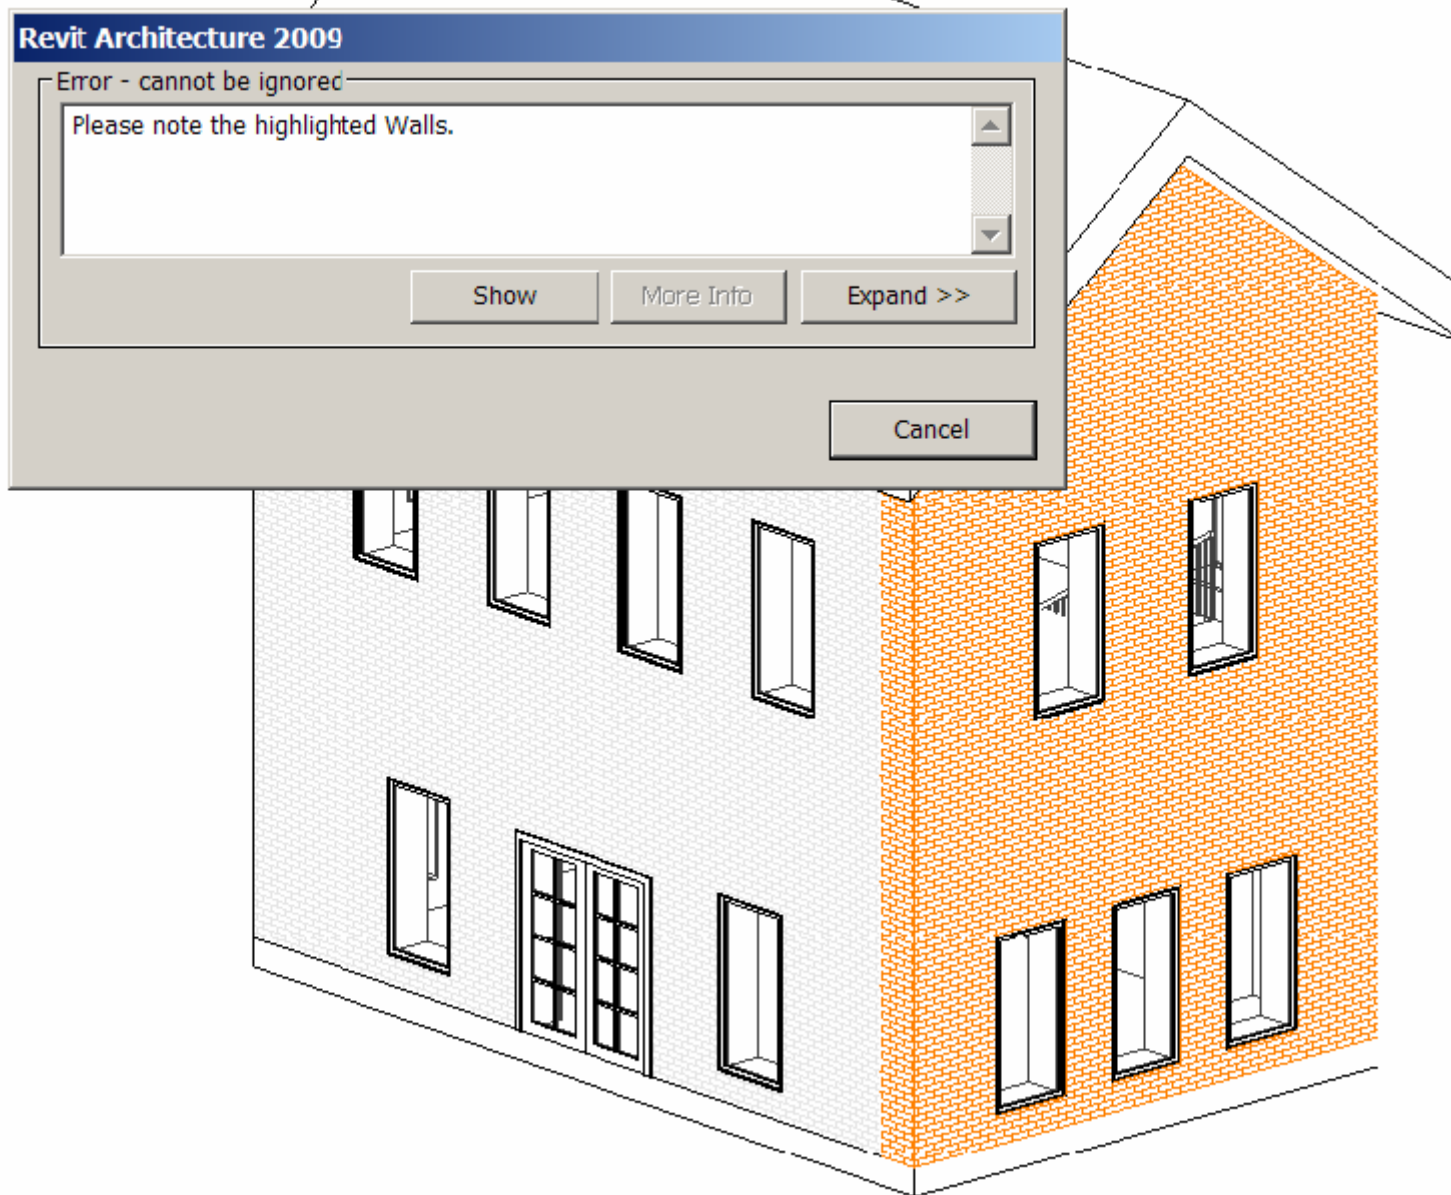 Revit Architecture 2009
Error - cannot be ignored
Please note the highlighted Walls.
Show
More Info
Expand >>
Cancel